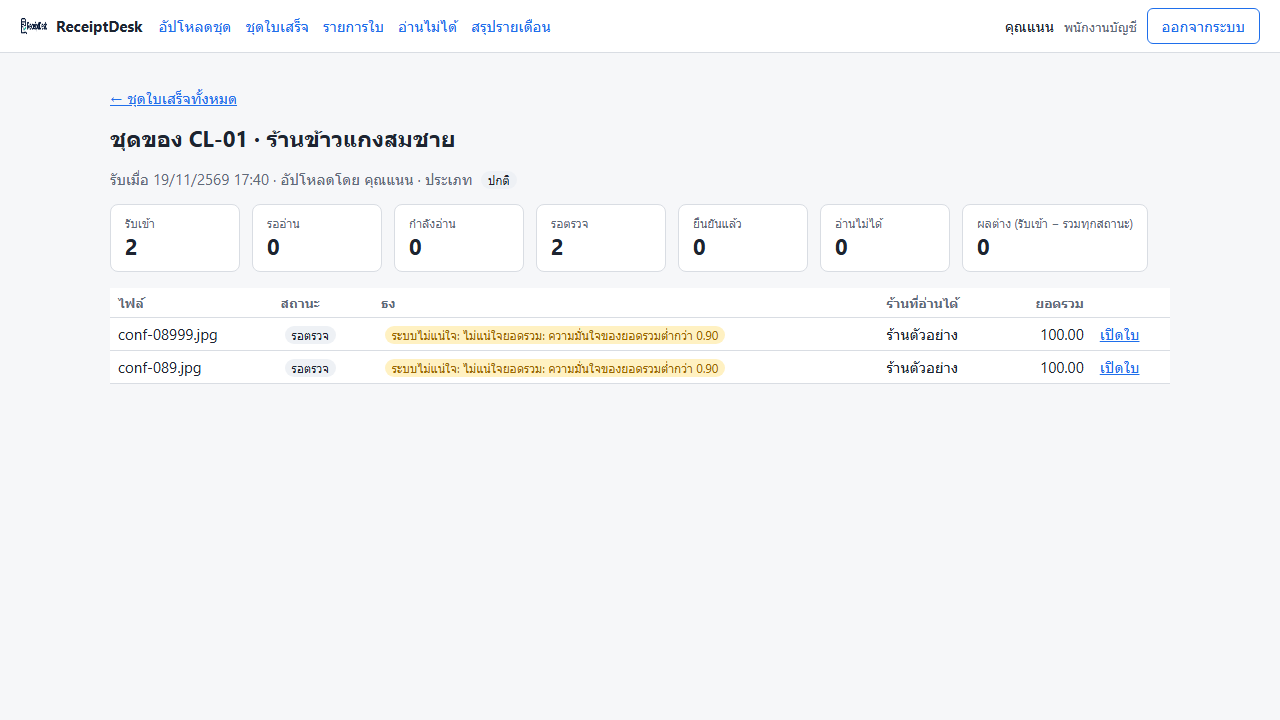 ReceiptDesk อัปโหลดชุด ชุดใบเสร็จ รายการใบ อ่านไม่ได้ สรุปรายเดือน คุณแนน พนักงานบัญชี ออกจากระบบ
← ชุดใบเสร็จทั้งหมด
ชุดของ CL-01 · ร้านข้าวแกงสมชาย
รับเมื่อ 19/11/2569 17:40 · อัปโหลดโดย คุณแนน · ประเภท ปกติ
รับเข้า รออ่าน กำลังอ่าน รอตรวจ ยืนยันแล้ว อ่านไม่ได้ ผลต่าง (รับเข้า − รวมทุกสถานะ)
2 0 0 2 0 0 0
ไฟล์ สถานะ ธง ร้านที่อ่านได้ ยอดรวม
conf-08999.jpg รอตรวจ ระบบไม่แน่ใจ: ไม่แน่ใจยอดรวม: ความมั่นใจของยอดรวมต่ำกว่า 0.90 ร้านตัวอย่าง 100.00 เปิดใบ
conf-089.jpg รอตรวจ ระบบไม่แน่ใจ: ไม่แน่ใจยอดรวม: ความมั่นใจของยอดรวมต่ำกว่า 0.90 ร้านตัวอย่าง 100.00 เปิดใบ